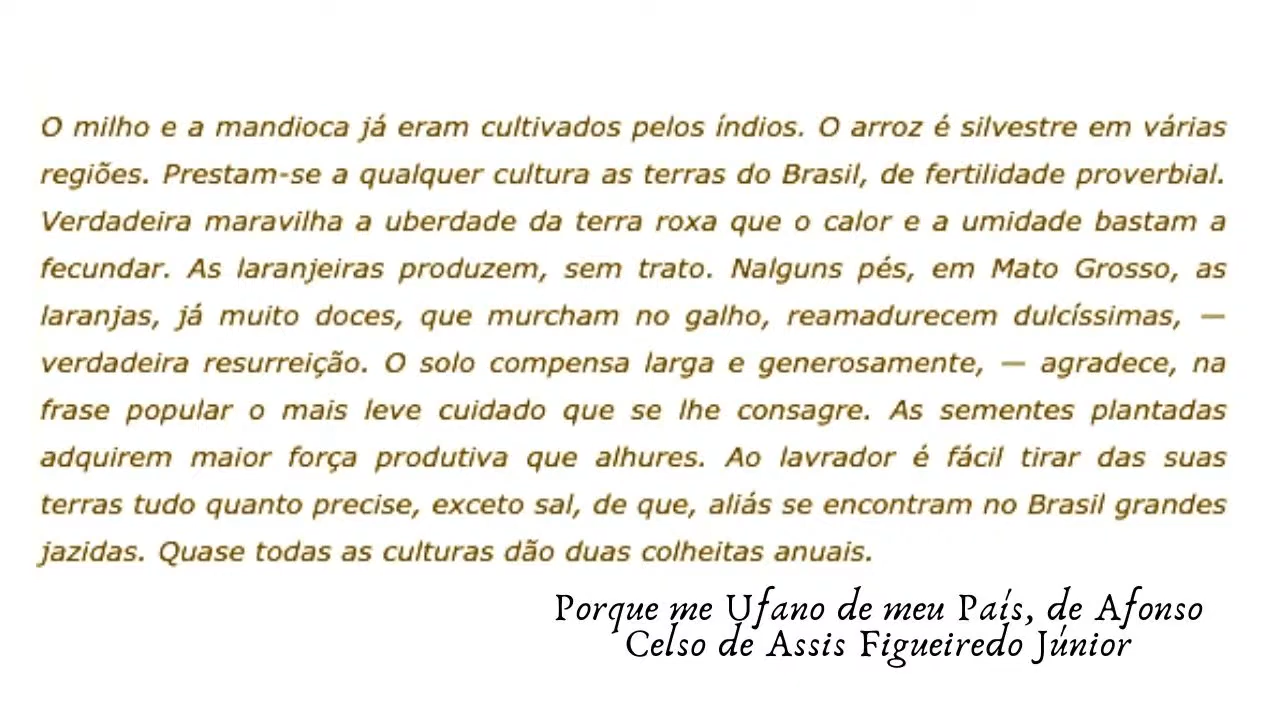 O milho e a mandioca já eram cultivados pelos índios. O arroz é silvestre em várias
regiões. Prestam-se a qualquer cultura as terras do Brasil, de fertilidade proverbial.
Verdadeira maravilha a uberdade da terra roxa que o calor e a umidade bastam a
fecundar. As laranjeiras produzem, sem trato. Nalguns pés, em Mato Grosso, as
laranjas, já muito doces, que murcham no galho, reamadurecem dulcíssimas, —
verdadeira resurreição. O solo compensa larga e generosamente, — agradece, na
frase popular o mais leve cuidado que se lhe consagre. As sementes plantadas
adquirem maior força produtiva que alhures. Ao lavrador é fácil tirar das suas
terras tudo quanto precise, exceto sal, de que, aliás se encontram no Brasil grandes
jazidas. Quase todas as culturas dão duas colheitas anuais.
Porque me Ufano de meu País, de Afonso
Celso de Assis Figueiredo Júnior